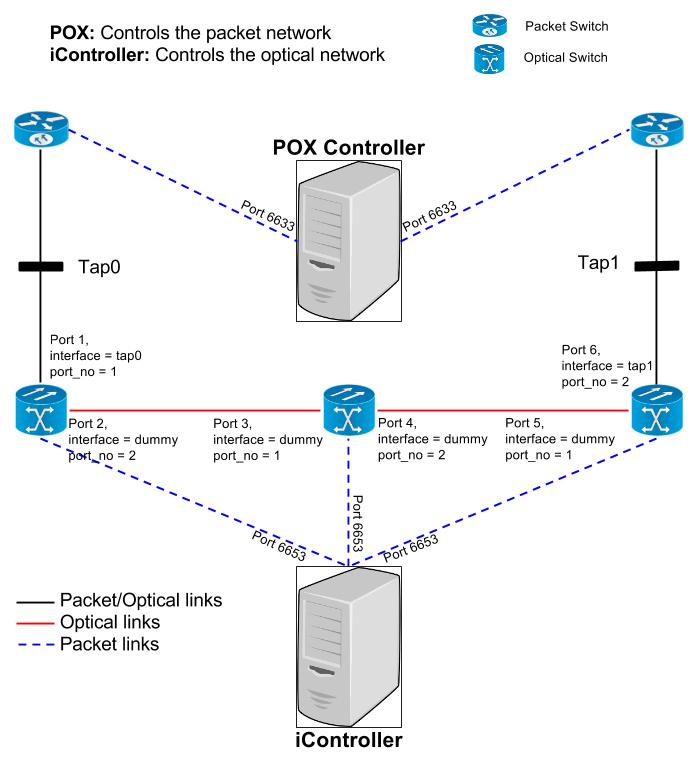 POX: Controls the packet network
iController: Controls the optical network
Packet Switch
Optical Switch
POX Controller
Port 6633
Port 6633
Tap0
Tap1
Port 1,
interface = tap0
port_no = 1
Port 6,
interface = tap1
port_no = 2
Port 2,
interface = dummy
port_no = 2
Port 3,
interface = dummy
port_no = 1
Port 4,
interface = dummy
port_no = 2
Port 5,
interface = dummy
port_no = 1
Port 6653
Port 6653
Port 6653
Packet/Optical links
Optical links
Packet links
iController